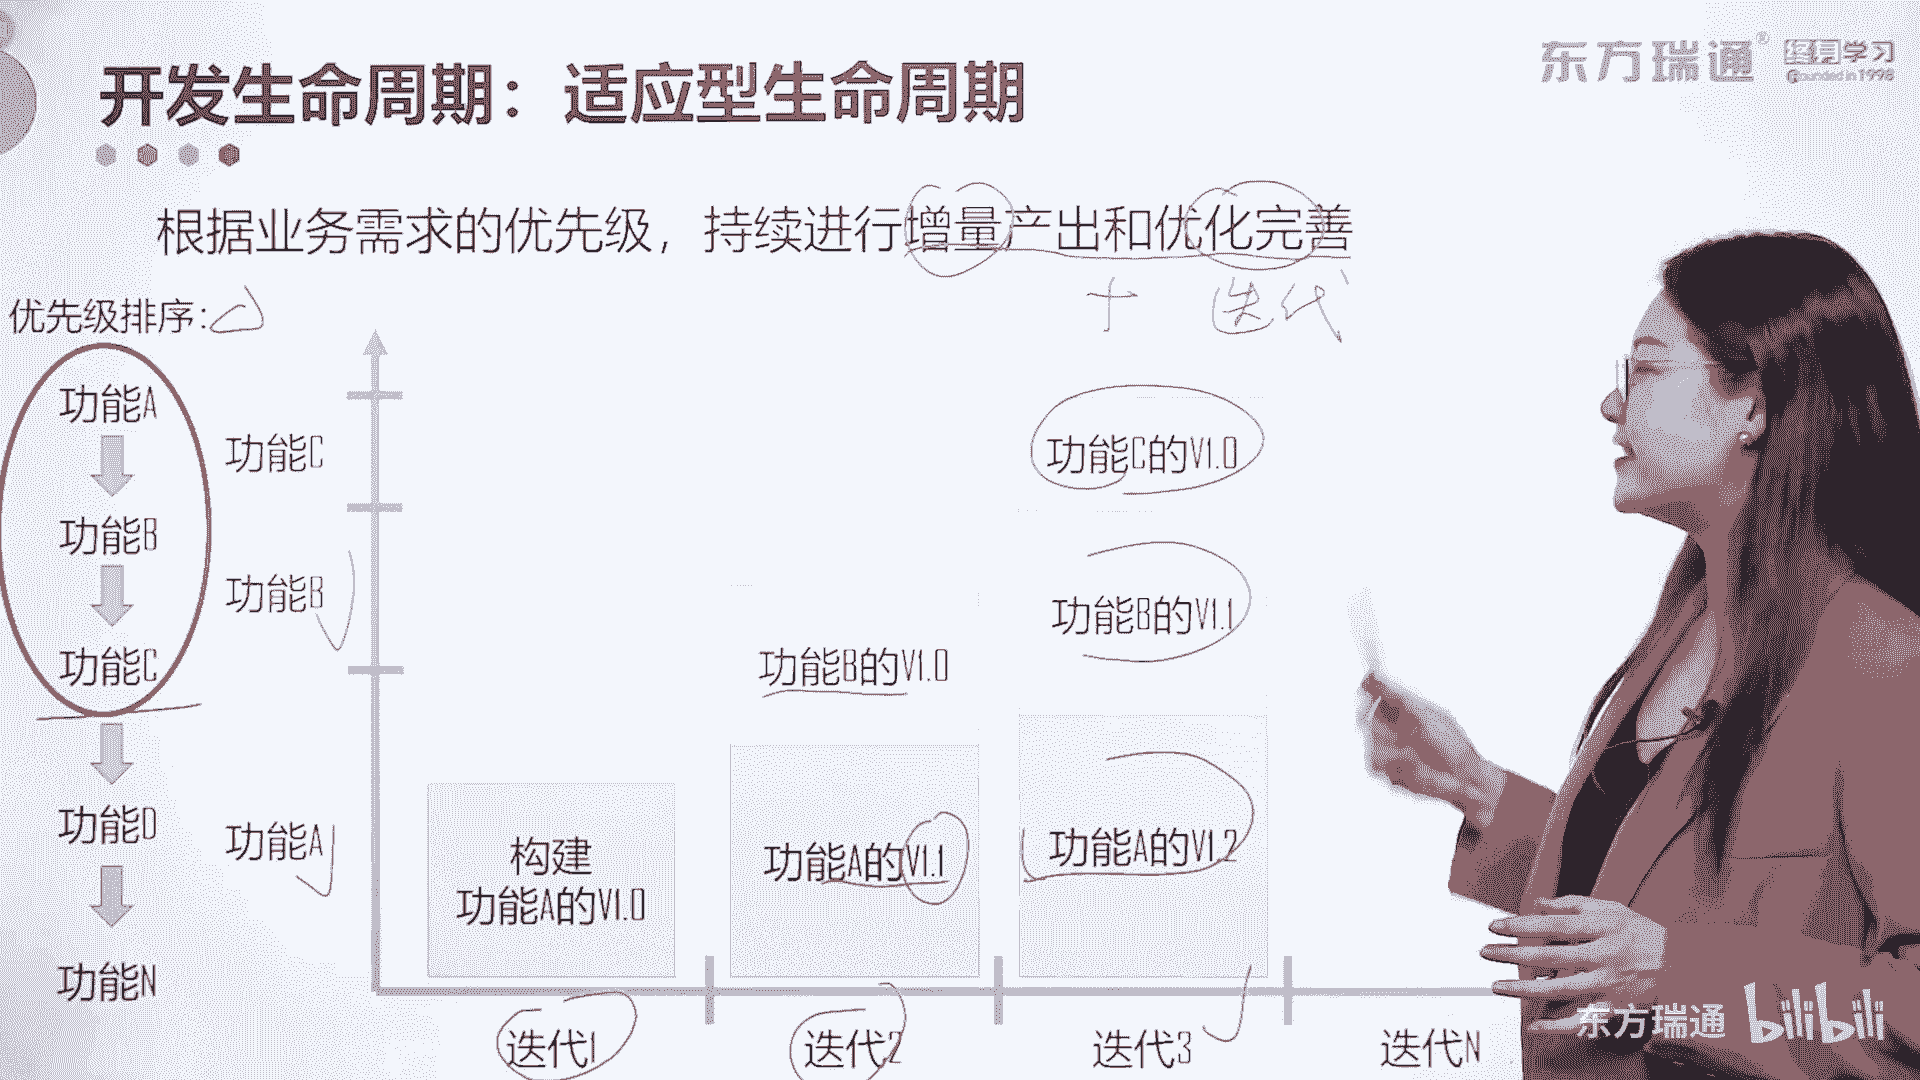 开发生命周期：适应型生命周期
东方瑞通® 终身学习
Founded in 1998
根据业务需求的优先级，持续进行增量产出和优化完善
+ 迭代
优先级排序：
功能A
功能B
功能C
功能D
功能N
功能C
功能B
功能A
构建
功能A的V1.0
功能B的V1.0
功能A的V1.1
功能C的V1.0
功能B的V1.1
功能A的V1.2
迭代1
迭代2
迭代3
迭代N
东方瑞通 bilibili